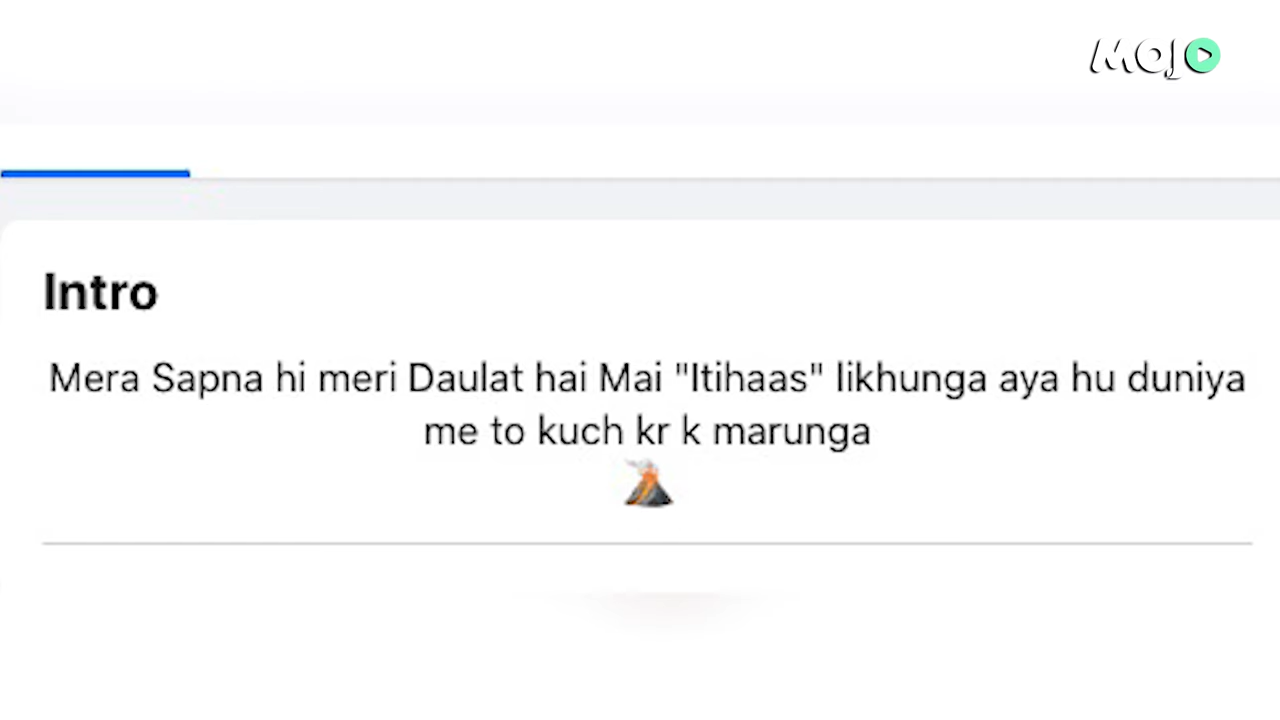 MOJO
Intro
Mera Sapna hi meri Daulat hai Mai "Itihaas" likhunga aya hu duniya
me to kuch kr k marunga
🌋